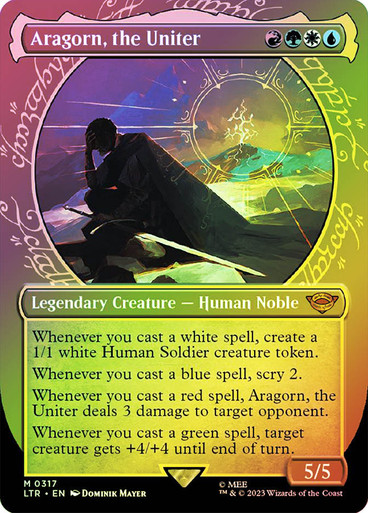 Aragorn, the Uniter
Legendary Creature — Human Noble
Whenever you cast a white spell, create a
1/1 white Human Soldier creature token.
Whenever you cast a blue spell, scry 2.
Whenever you cast a red spell, Aragorn, the
Uniter deals 3 damage to target opponent.
Whenever you cast a green spell, target
creature gets +4/+4 until end of turn.
5/5
M 0317
LTR • EN DOMINIK MAYER
© MEE
™ & © 2023 Wizards of the Coast